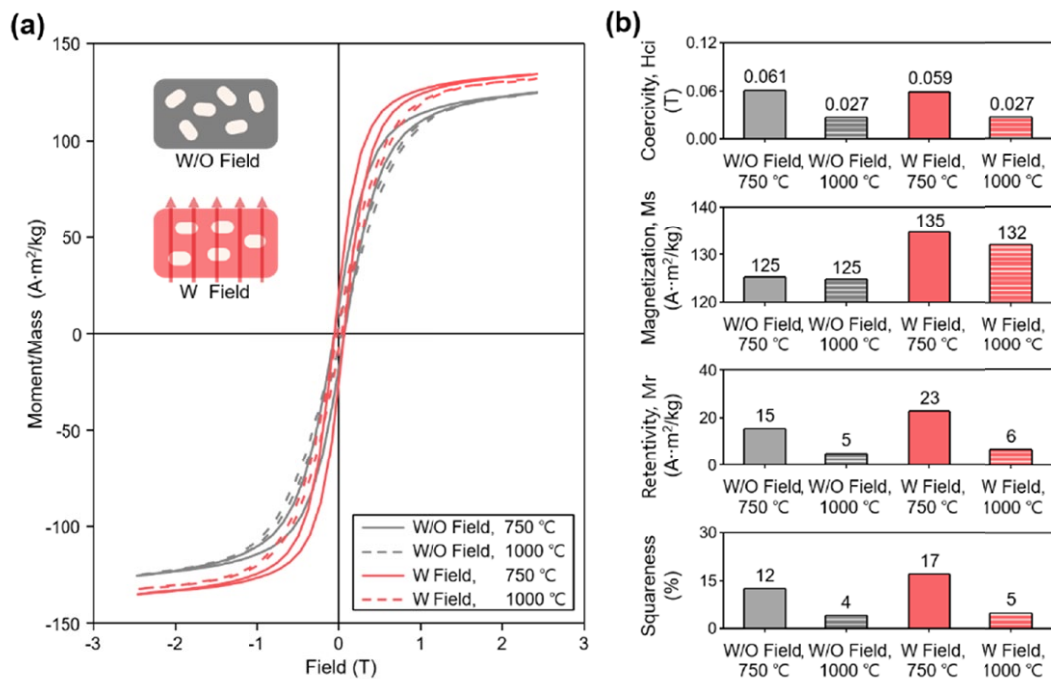 (a)
150
100
50
0
-50
-100
-150
Moment/Mass (A·m²/kg)
-3 -2 -1 0 1 2 3
Field (T)
W/O Field
W Field
W/O Field, 750 ℃
W/O Field, 1000 ℃
W Field, 750 ℃
W Field, 1000 ℃
(b)
Coercivity, Hci
(T)
0.12
0.06
0.00
0.061 0.027 0.059 0.027
W/O Field, W/O Field, W Field, W Field,
750 ℃ 1000 ℃ 750 ℃ 1000 ℃
Magnetization, Ms
(A··m²/kg)
140
130
120
125 125 135 132
W/O Field, W/O Field, W Field, W Field,
750 ℃ 1000 ℃ 750 ℃ 1000 ℃
Retentivity, Mr
(A··m²/kg)
40
20
0
15 5 23 6
W/O Field, W/O Field, W Field, W Field,
750 ℃ 1000 ℃ 750 ℃ 1000 ℃
Squareness
(%)
30
15
0
12 4 17 5
W/O Field, W/O Field, W Field, W Field,
750 ℃ 1000 ℃ 750 ℃ 1000 ℃